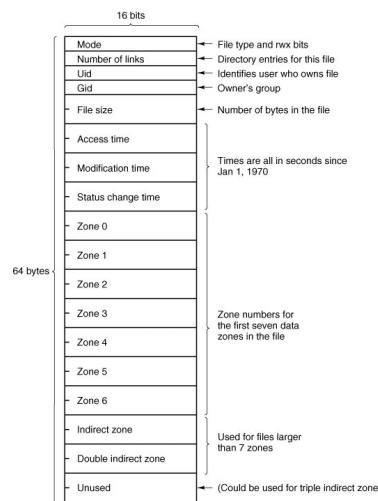 16 bits
Mode
File type and rwx bits
Number of links
Directory entries for this file
Uid
Identifies user who owns file
Gid
Owner's group
File size
Number of bytes in the file
Access time
Modification time
Status change time
Times are all in seconds since
Jan 1, 1970
64 bytes
Zone 0
Zone 1
Zone 2
Zone 3
Zone 4
Zone 5
Zone 6
Zone numbers for
the first seven data
zones in the file
Indirect zone
Double indirect zone
Used for files larger
than 7 zones
Unused
(Could be used for triple indirect zone